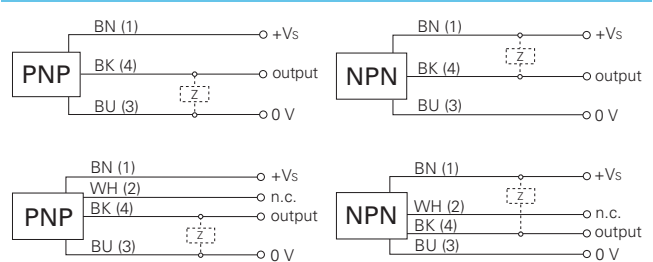 BN (1)
+Vs
PNP
BK (4)
output
Z
BU (3)
0 V
BN (1)
+Vs
Z
NPN
BK (4)
output
BU (3)
0 V
BN (1)
+Vs
WH (2)
n.c.
PNP
BK (4)
output
Z
BU (3)
0 V
BN (1)
+Vs
Z
NPN
WH (2)
n.c.
BK (4)
output
BU (3)
0 V